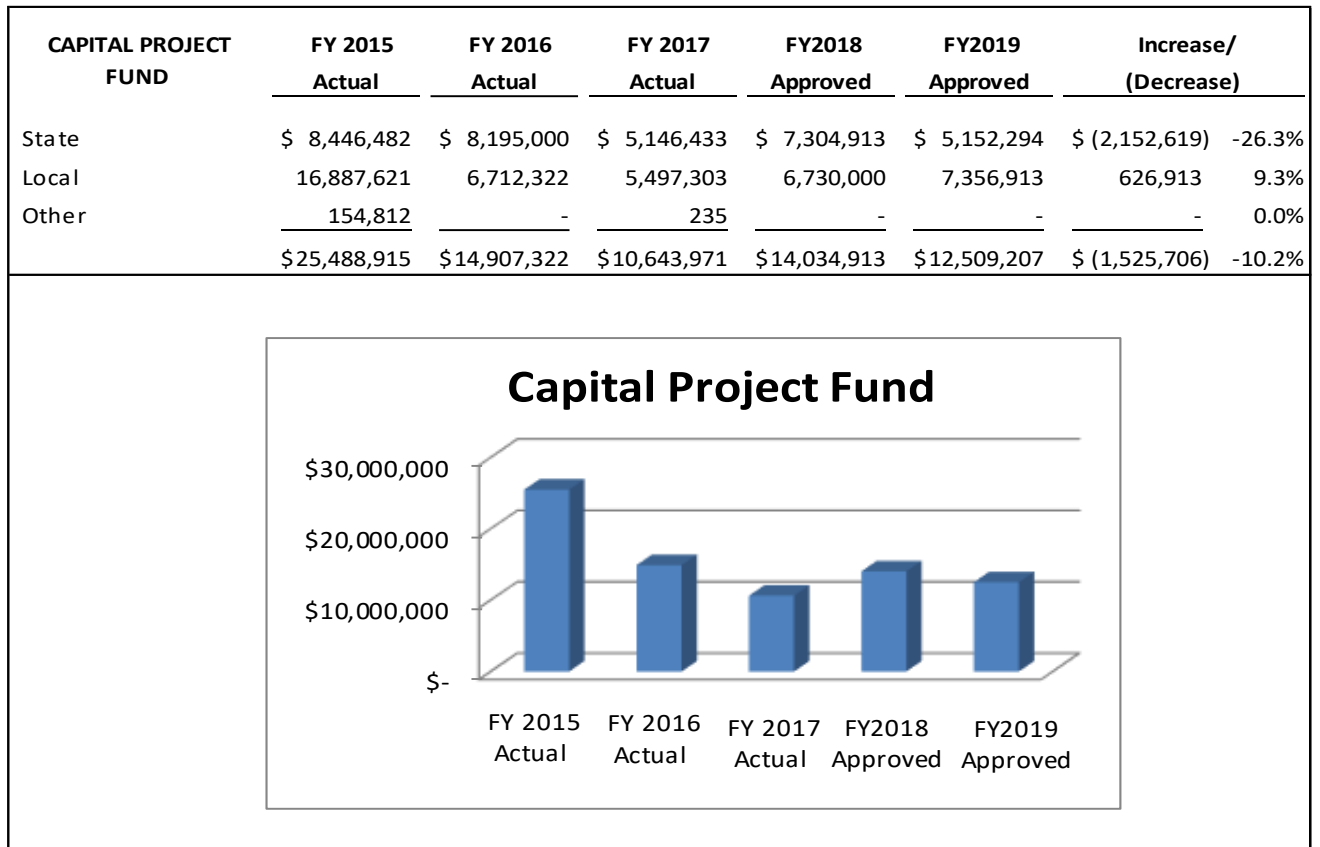 CAPITAL PROJECT FUND FY 2015 Actual FY 2016 Actual FY 2017 Actual FY2018 Approved FY2019 Approved Increase/ (Decrease)
State $ 8,446,482 $ 8,195,000 $ 5,146,433 $ 7,304,913 $ 5,152,294 $ (2,152,619) -26.3%
Local 16,887,621 6,712,322 5,497,303 6,730,000 7,356,913 626,913 9.3%
Other 154,812 - 235 - - - 0.0%
$25,488,915 $14,907,322 $10,643,971 $14,034,913 $12,509,207 $ (1,525,706) -10.2%
Capital Project Fund
$30,000,000
$20,000,000
$10,000,000
$-
FY 2015 Actual FY 2016 Actual FY 2017 Actual FY2018 Approved FY2019 Approved